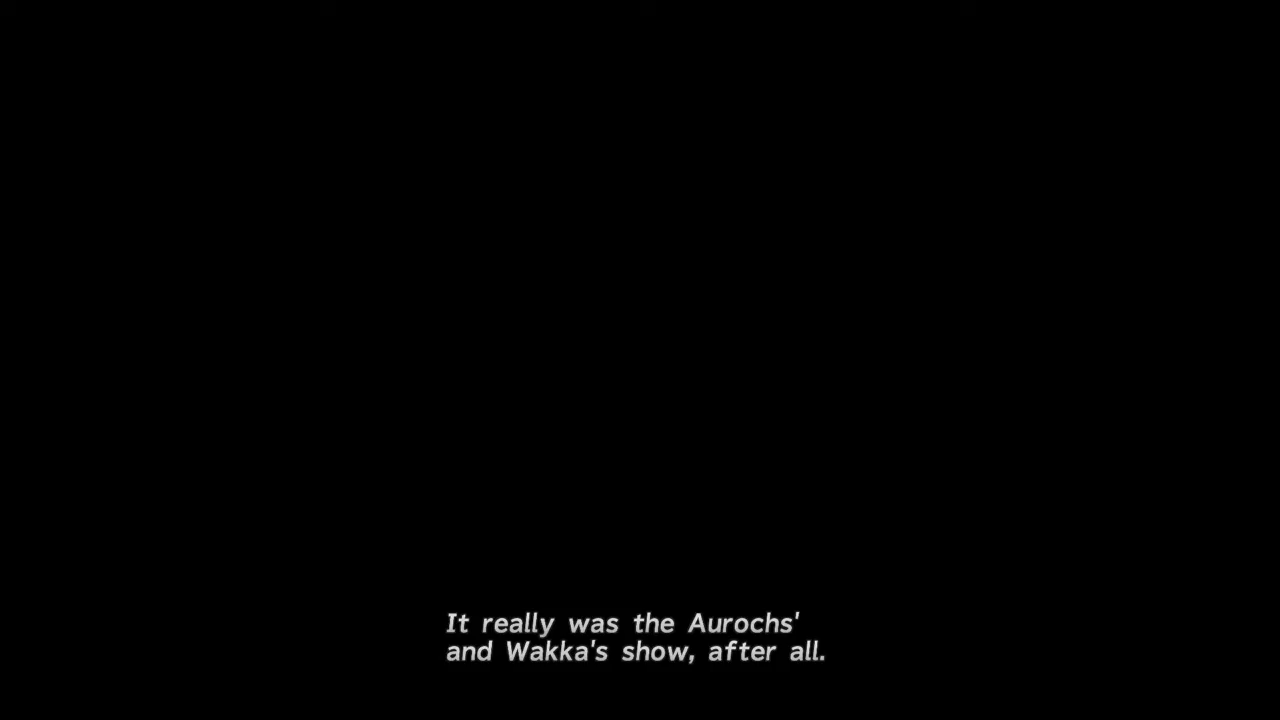 It really was the Aurochs'
and Wakka's show, after all.